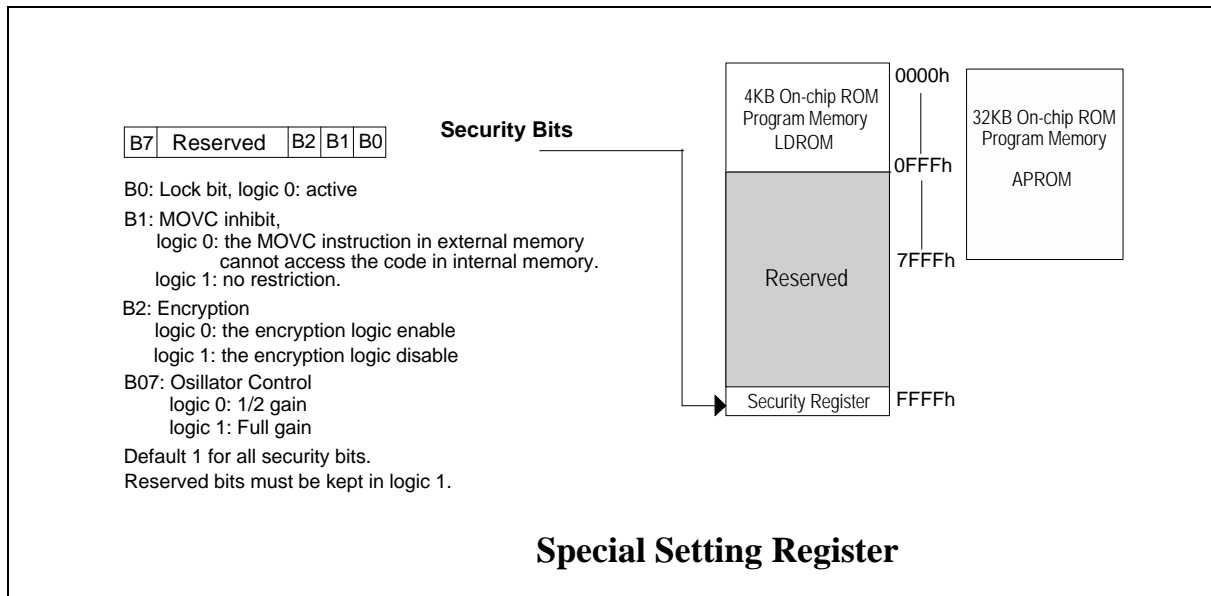 B7 Reserved B2 B1 B0
Security Bits
B0: Lock bit, logic 0: active
B1: MOVC inhibit,
logic 0: the MOVC instruction in external memory
cannot access the code in internal memory.
logic 1: no restriction.
B2: Encryption
logic 0: the encryption logic enable
logic 1: the encryption logic disable
B07: Osillator Control
logic 0: 1/2 gain
logic 1: Full gain
Default 1 for all security bits.
Reserved bits must be kept in logic 1.
4KB On-chip ROM
Program Memory
LDROM
Reserved
Security Register
0000h
0FFFh
7FFFh
FFFFh
32KB On-chip ROM
Program Memory
APROM
Special Setting Register